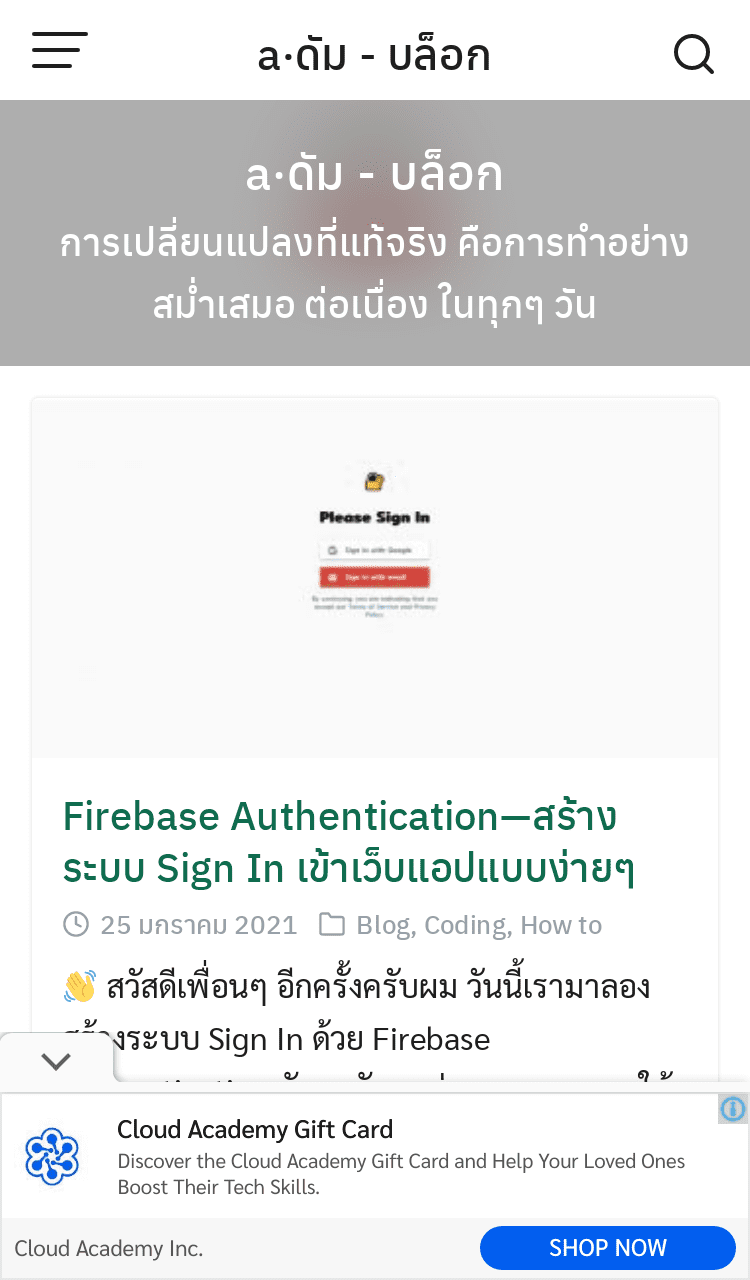 a·ดัม - บล็อก
a·ดัม - บล็อก
การเปลี่ยนแปลงที่แท้จริง คือการทำอย่าง
สม่ำเสมอ ต่อเนื่อง ในทุกๆ วัน
Please Sign In
Sign in with Google
Sign in with email
By continuing, you are indicating that you
accept our Terms of Service and Privacy
Policy.
Firebase Authentication—สร้าง
ระบบ Sign In เข้าเว็บแอปแบบง่ายๆ
25 มกราคม 2021 Blog, Coding, How to
👋 สวัสดีเพื่อนๆ อีกครั้งครับผม วันนี้เรามาลอง
สร้างระบบ Sign In ด้วย Firebase
Cloud Academy Gift Card
Discover the Cloud Academy Gift Card and Help Your Loved Ones
Boost Their Tech Skills.
Cloud Academy Inc.
SHOP NOW